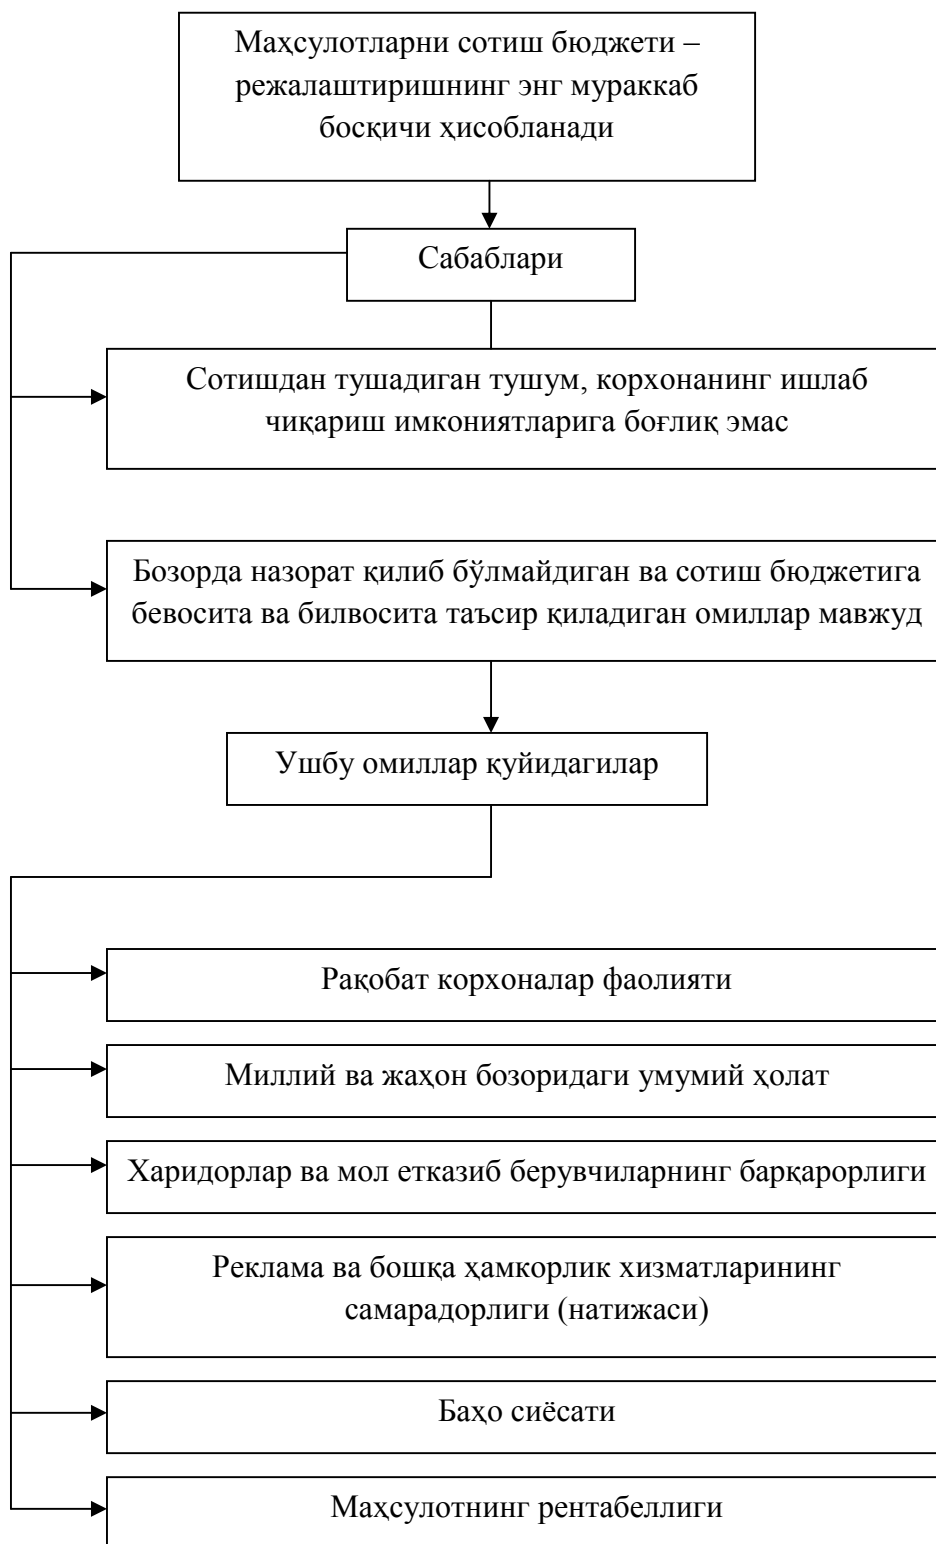 Маҳсулотларни сотиш бюджети –
режалаштиришнинг энг мураккаб
босқичи ҳисобланади
Сабаблари
Сотишдан тушадиган тушум, корхонанинг ишлаб
чиқариш имкониятларига боғлиқ эмас
Бозорда назорат қилиб бўлмайдиган ва сотиш бюджетига
бевосита ва билвосита таъсир қиладиган омиллар мавжуд
Ушбу омиллар қуйидагилар
Рақобат корхоналар фаолияти
Миллий ва жаҳон бозоридаги умумий ҳолат
Харидорлар ва мол етказиб берувчиларнинг барқарорлиги
Реклама ва бошқа ҳамкорлик хизматларининг
самарадорлиги (натижаси)
Баҳо сиёсати
Маҳсулотнинг рентабеллиги